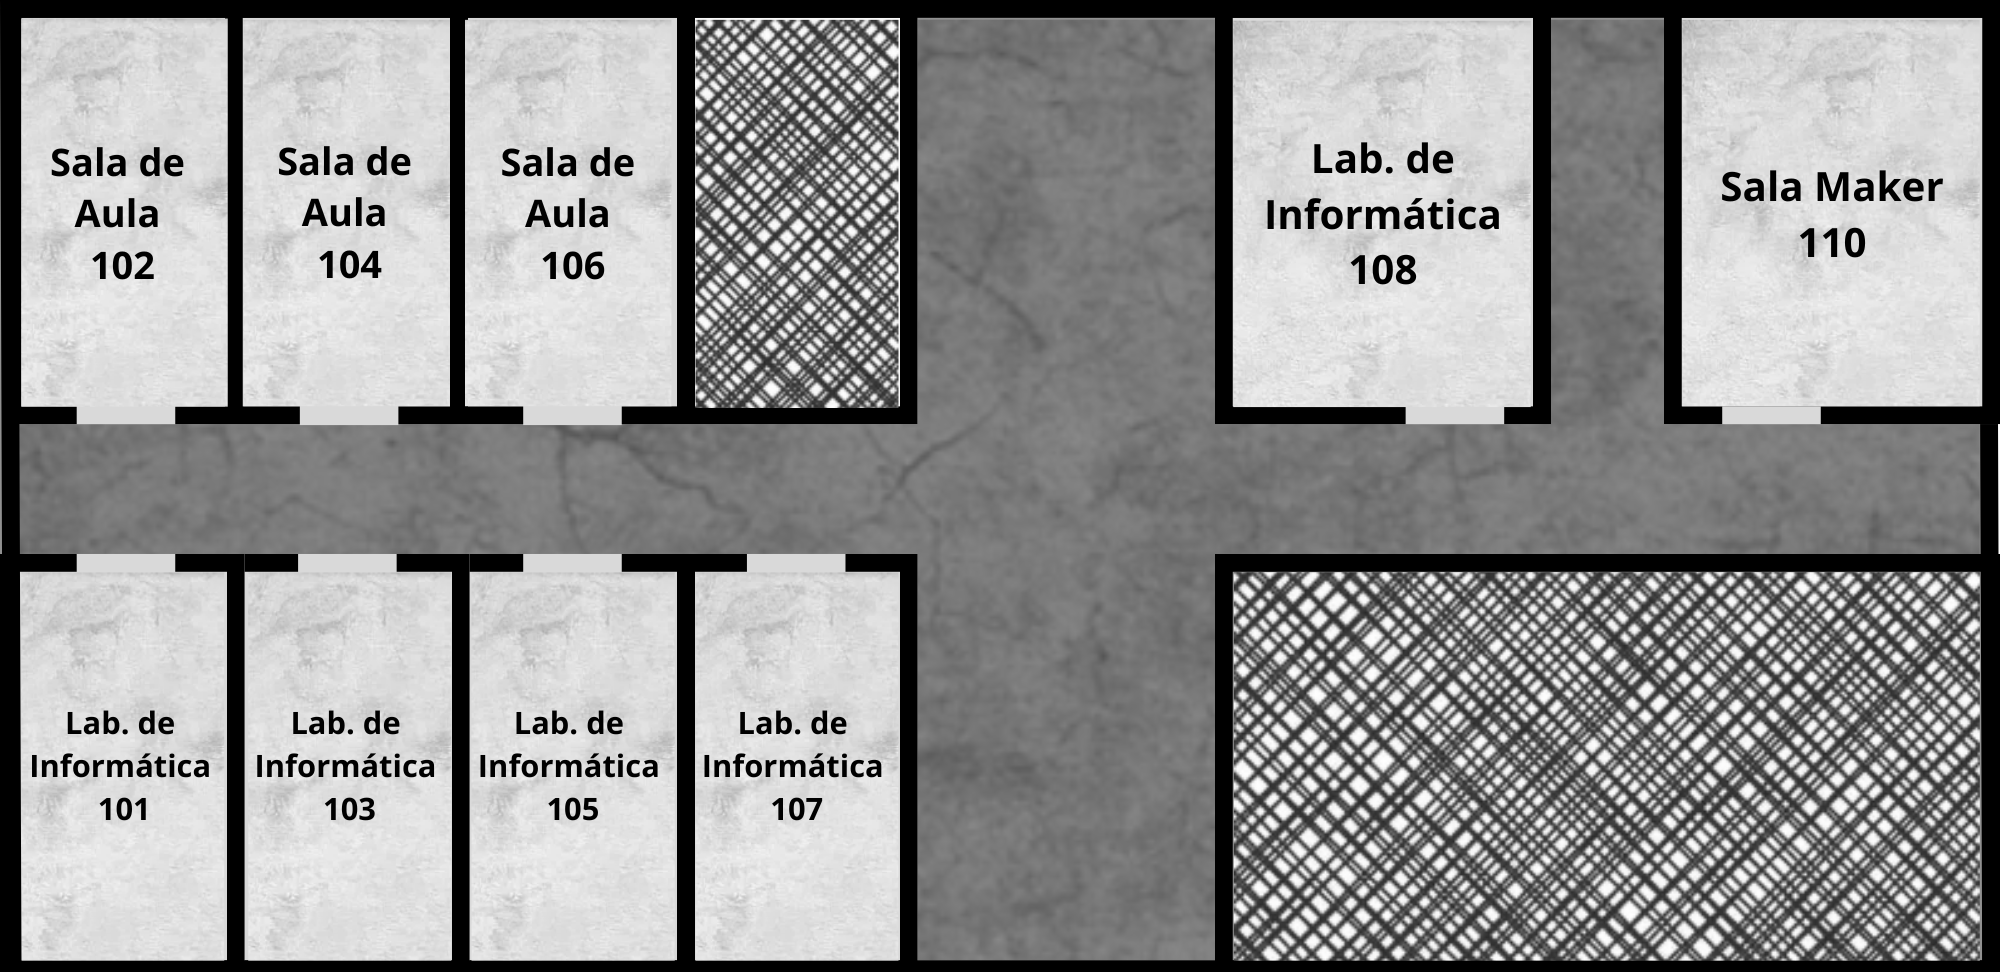 Sala de
Aula
102
Sala de
Aula
104
Sala de
Aula
106
Lab. de
Informática
108
Sala Maker
110
Lab. de
Informática
101
Lab. de
Informática
103
Lab. de
Informática
105
Lab. de
Informática
107